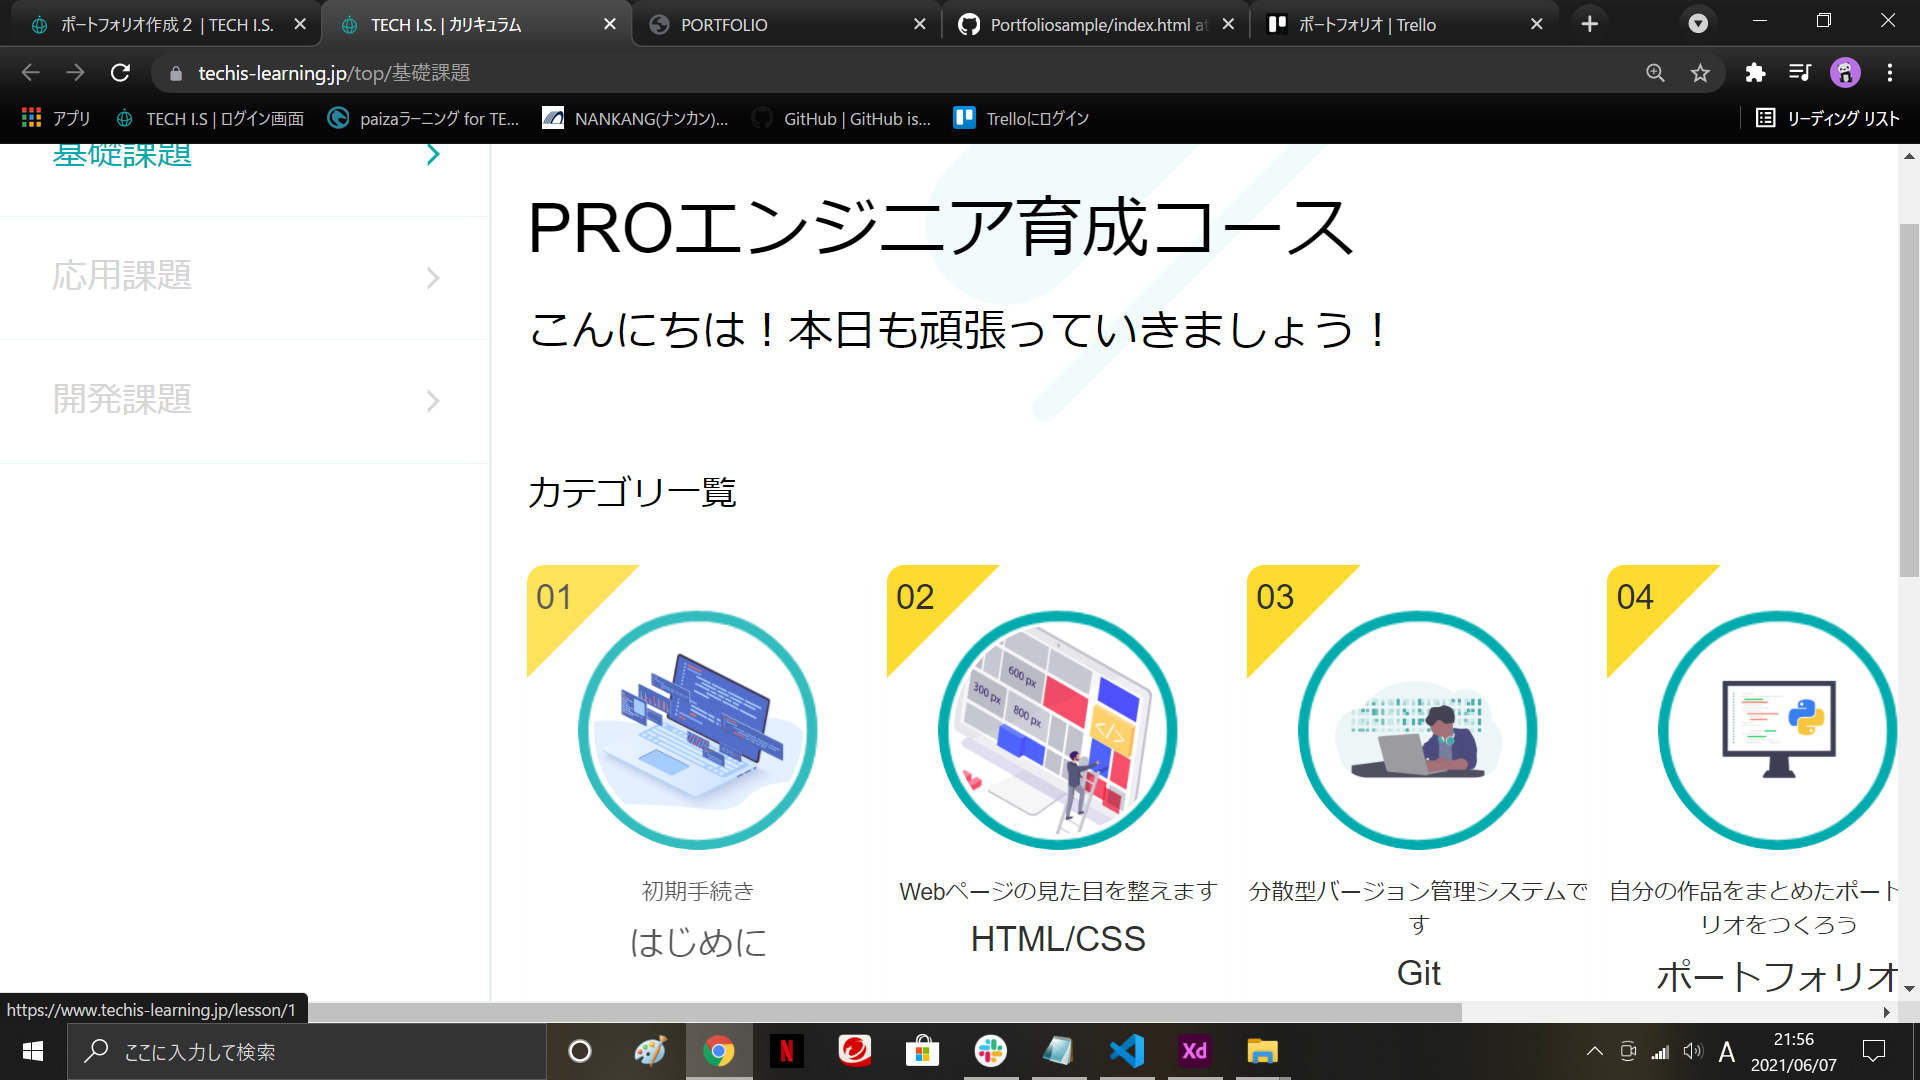 ポートフォリオ作成２ | TECH I.S.
TECH I.S. | カリキュラム
PORTFOLIO
Portfoliosample/index.html at
ポートフォリオ | Trello
techis-learning.jp/top/基礎課題
アプリ
TECH I.S | ログイン画面
paizaラーニング for TE...
NANKANG(ナンカン)...
GitHub | GitHub is...
Trelloにログイン
リーディング リスト
基礎課題
応用課題
開発課題
PROエンジニア育成コース
こんにちは！本日も頑張っていきましょう！
カテゴリ一覧
01
初期手続き
はじめに
02
600 px
300 px
800 px
</>
Webページの見た目を整えます
HTML/CSS
03
分散型バージョン管理システムで
す
Git
04
自分の作品をまとめたポート
リオをつくろう
ポートフォリオ
https://www.techis-learning.jp/lesson/1
ここに入力して検索
N
Xd
A
21:56
2021/06/07